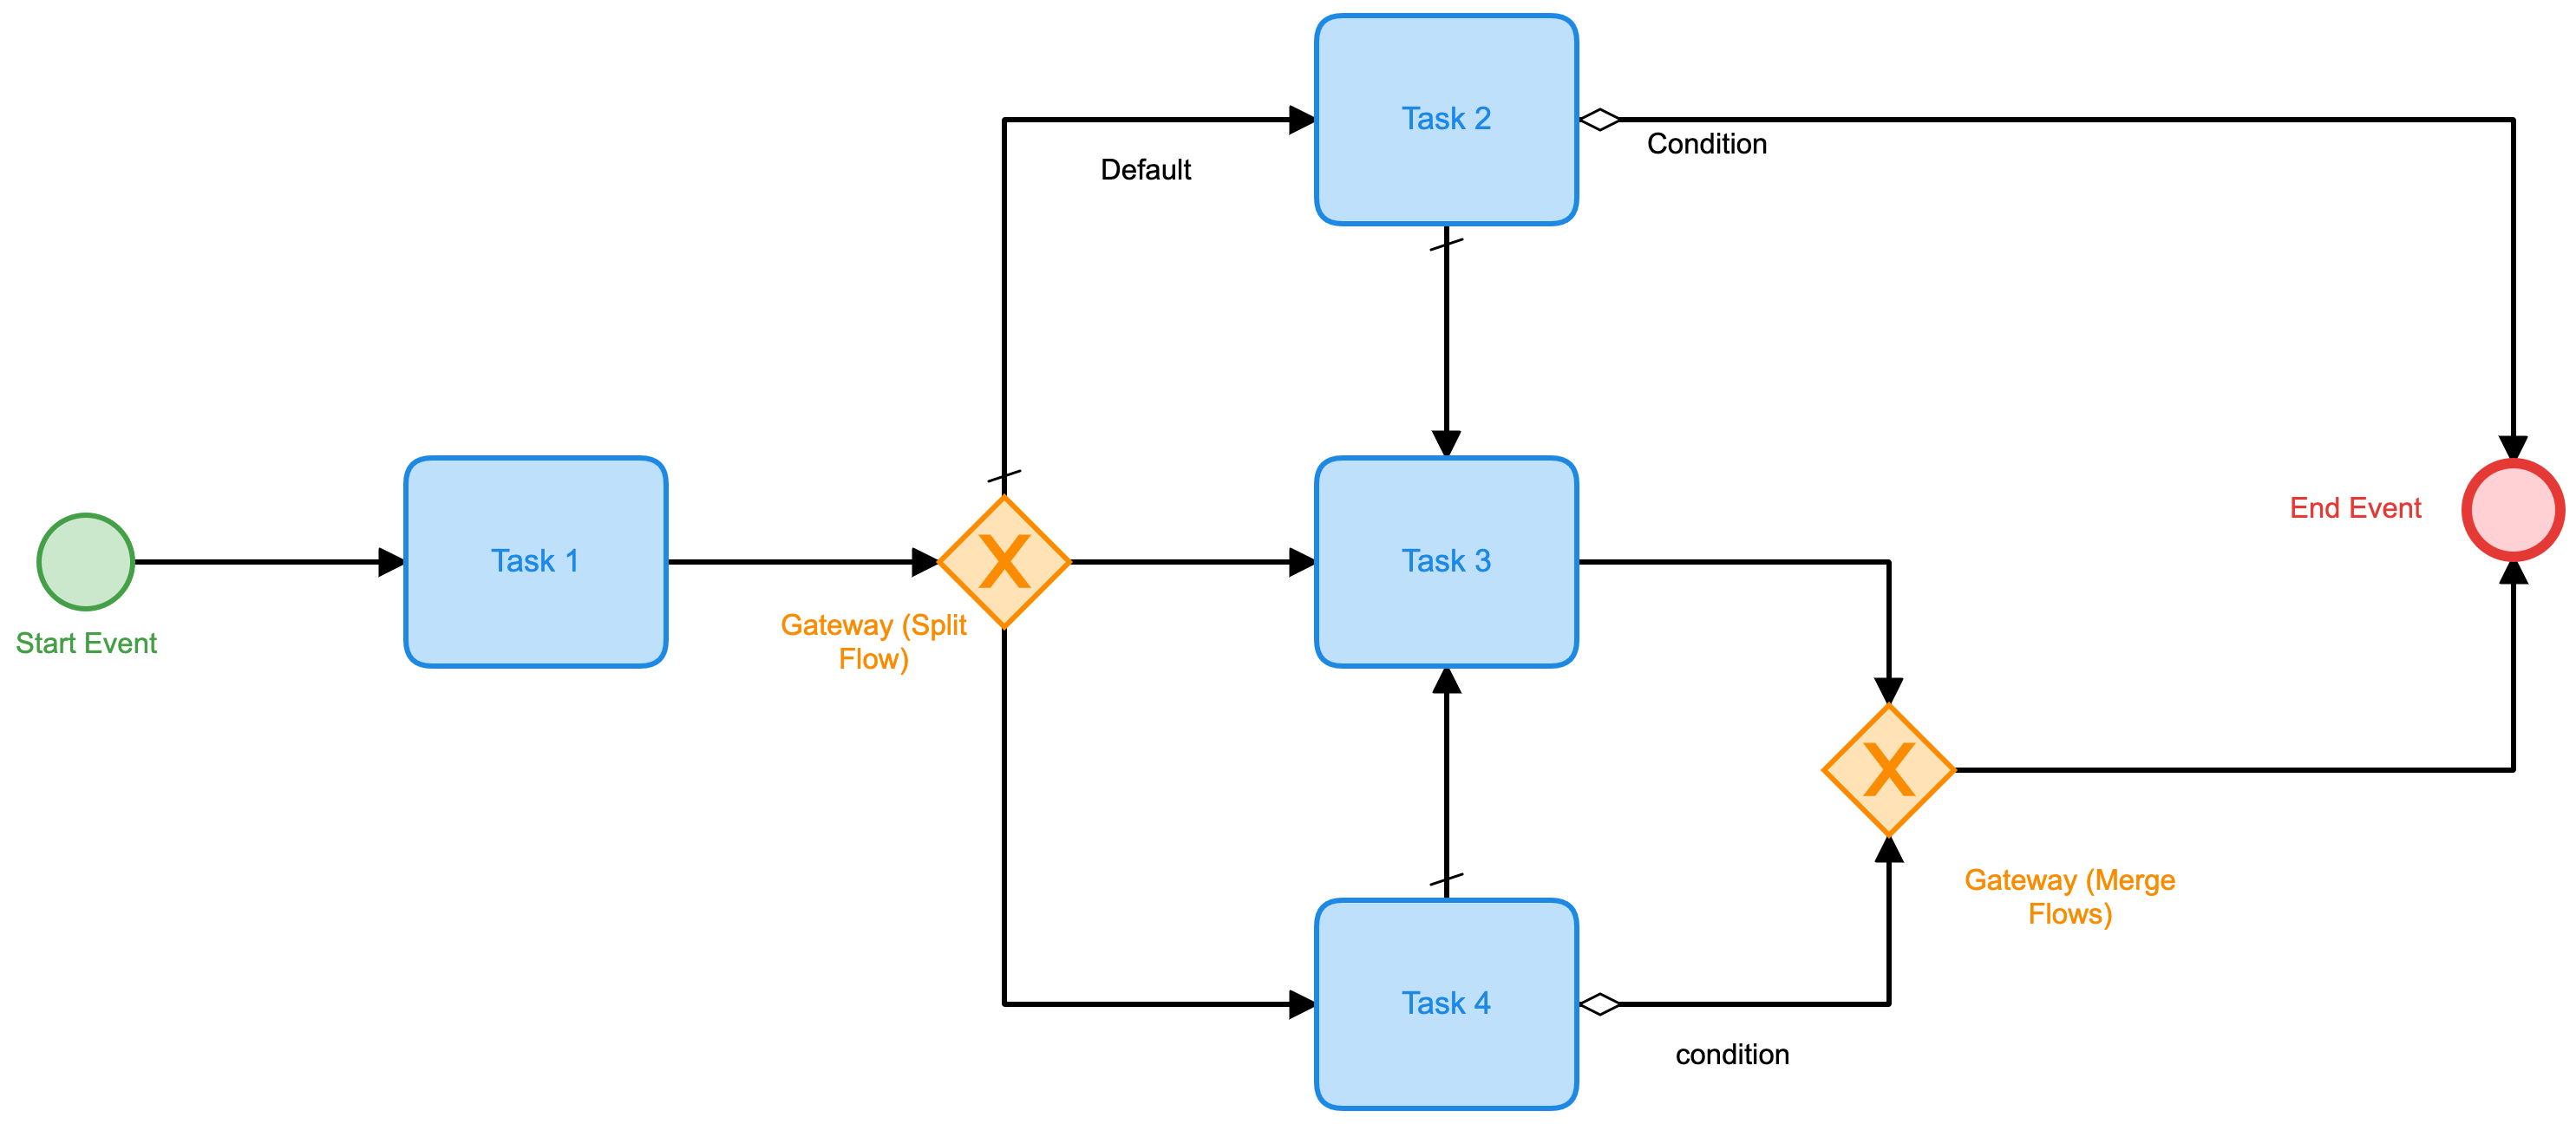 Task 2
Condition
Default
Task 1
X
Task 3
End Event
Start Event
Gateway (Split
Flow)
X
Gateway (Merge
Flows)
Task 4
condition